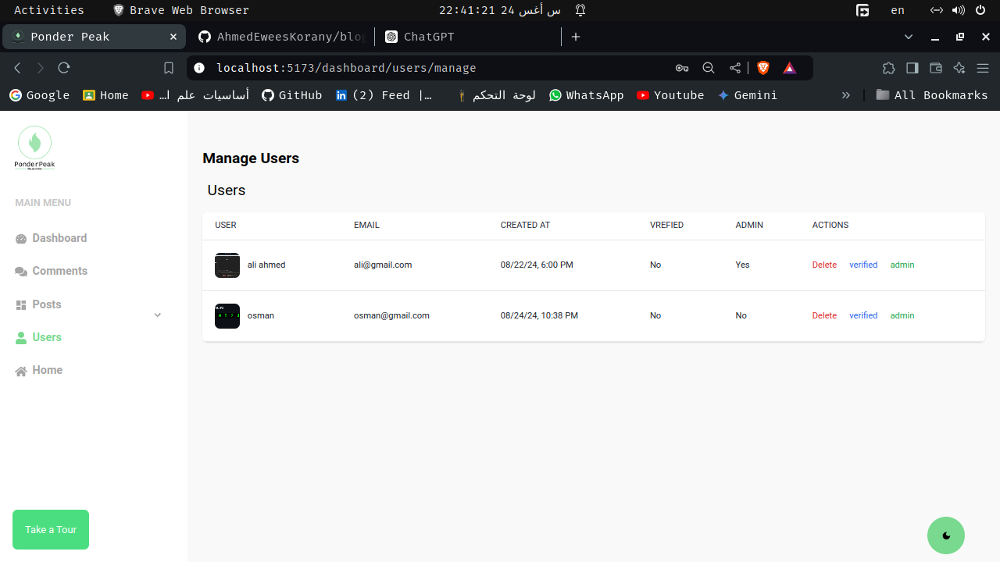 Activities Brave Web Browser 22:41:21 24 س أغس en
Ponder Peak AhmedEweesKorany/blog ChatGPT
localhost:5173/dashboard/users/manage
Google Home أساسيات علم ا... GitHub (2) Feed |... لوحة التحكم WhatsApp Youtube Gemini All Bookmarks
PonderPeak
MAIN MENU
Dashboard
Comments
Posts
Users
Home
Take a Tour
Manage Users
Users
USER EMAIL CREATED AT VREFIED ADMIN ACTIONS
ali ahmed ali@gmail.com 08/22/24, 6:00 PM No Yes Delete verified admin
osman osman@gmail.com 08/24/24, 10:38 PM No No Delete verified admin